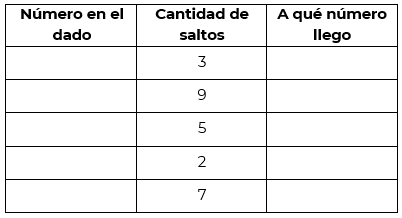 Número en el dado
Cantidad de saltos
A qué número llego
3
9
5
2
7